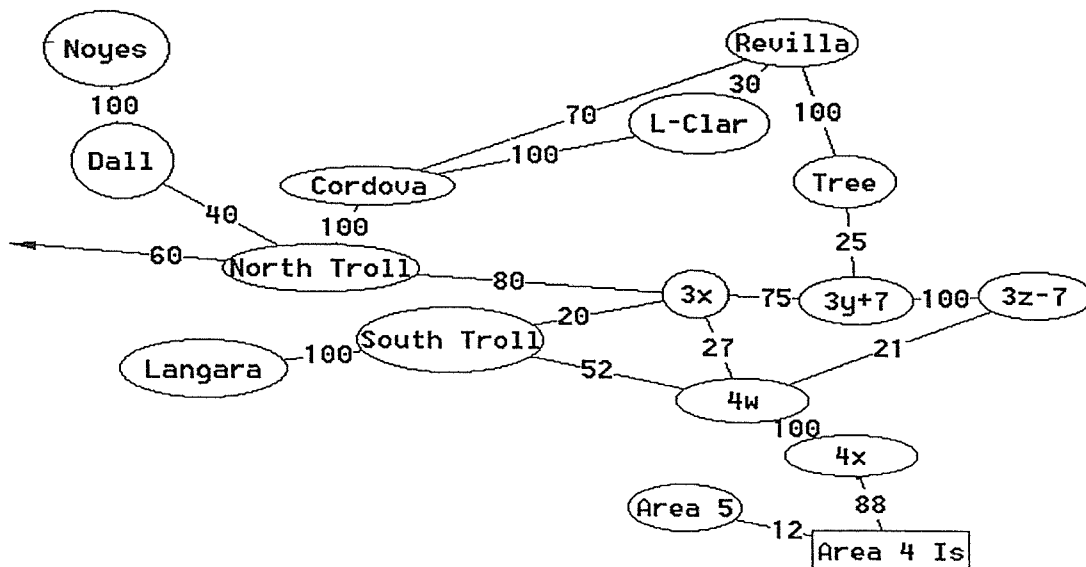 Noyes
Revilla
30
100
70
L-Clar
100
100
Dall
Cordova
Tree
40
100
25
60
North Troll
80
3x
75
3y+7
100
3z-7
20
South Troll
27
21
Langara
100
52
4w
100
4x
Area 5
88
12
Area 4 Is